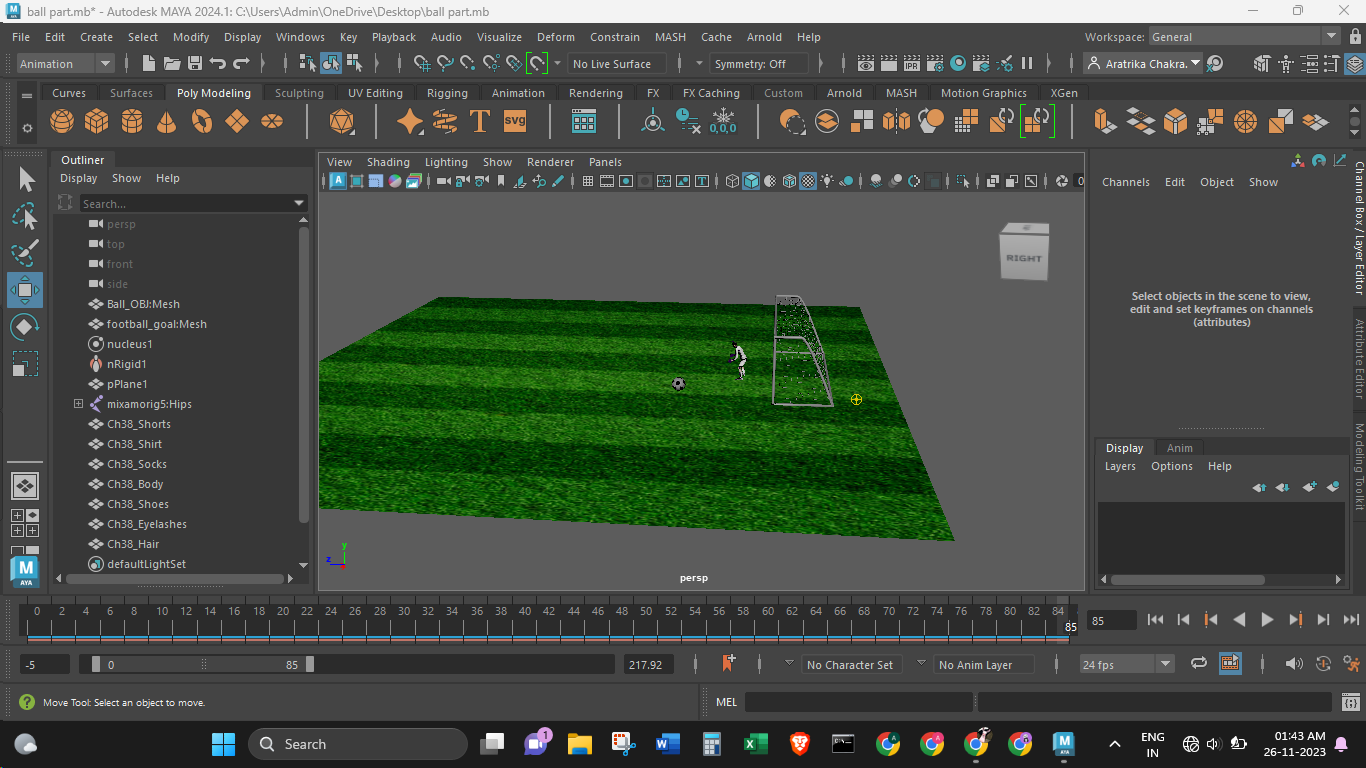 ball part.mb* - Autodesk MAYA 2024.1: C:\Users\Admin\OneDrive\Desktop\ball part.mb
File Edit Create Select Modify Display Windows Key Playback Audio Visualize Deform Constrain MASH Cache Arnold Help
Workspace: General
Animation
No Live Surface
Symmetry: Off
IPR
Aratrika Chakra.
Curves Surfaces Poly Modeling Sculpting UV Editing Rigging Animation Rendering FX FX Caching Custom Arnold MASH Motion Graphics XGen
svg
0,0,0
Outliner
Display Show Help
Search...
persp
top
front
side
Ball_OBJ:Mesh
football_goal:Mesh
nucleus1
nRigid1
pPlane1
mixamorig5:Hips
Ch38_Shorts
Ch38_Shirt
Ch38_Socks
Ch38_Body
Ch38_Shoes
Ch38_Eyelashes
Ch38_Hair
defaultLightSet
View Shading Lighting Show Renderer Panels
RIGHT
y
z
persp
Channels Edit Object Show
Select objects in the scene to view,
edit and set keyframes on channels
(attributes)
Channel Box / Layer Editor
Attribute Editor
Modeling Toolkit
Display Anim
Layers Options Help
M
AYA
0 2 4 6 8 10 12 14 16 18 20 22 24 26 28 30 32 34 36 38 40 42 44 46 48 50 52 54 56 58 60 62 64 66 68 70 72 74 76 78 80 82 84
85
85
-5
0
85
217.92
No Character Set
No Anim Layer
24 fps
Move Tool: Select an object to move.
MEL
Search
1
ENG
IN
01:43 AM
26-11-2023